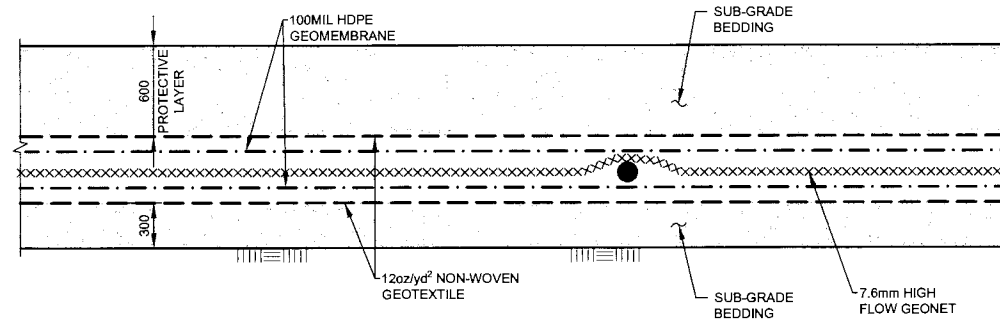 100MIL HDPE
GEOMEMBRANE
SUB-GRADE
BEDDING
600
PROTECTIVE
LAYER
300
12oz/yd² NON-WOVEN
GEOTEXTILE
SUB-GRADE
BEDDING
7.6mm HIGH
FLOW GEONET